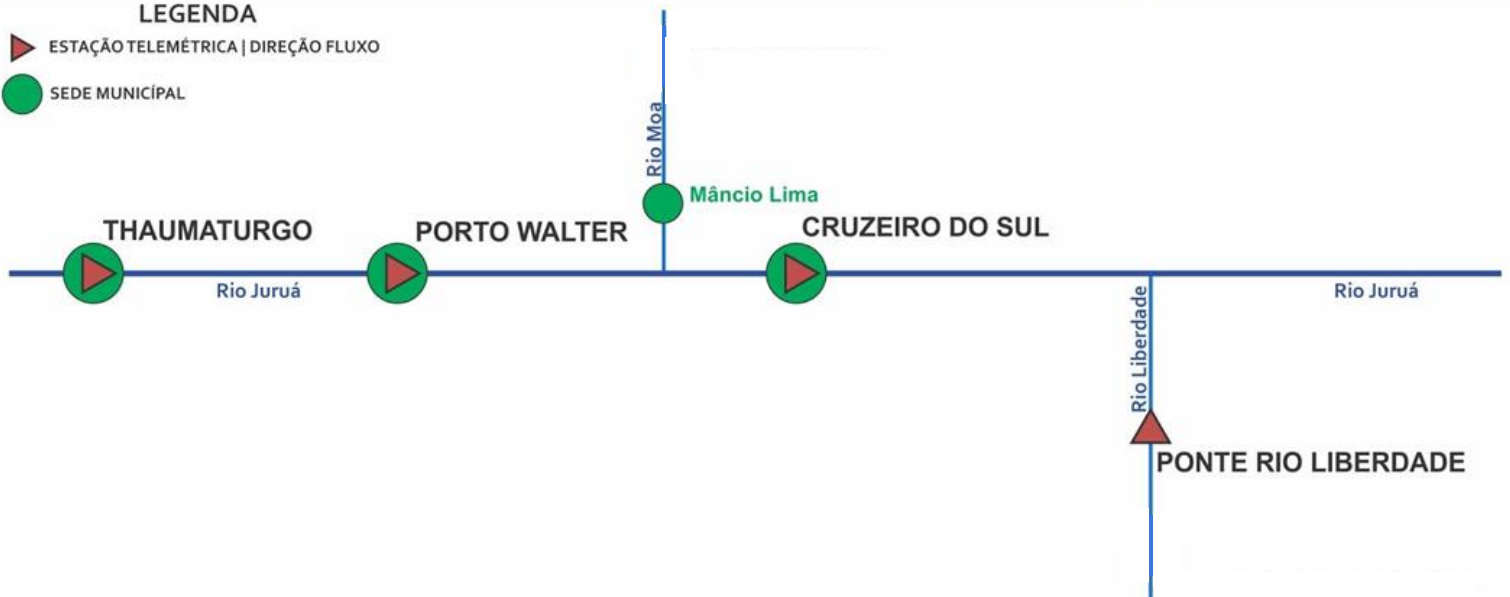 LEGENDA
ESTAÇÃO TELEMÉTRICA | DIREÇÃO FLUXO
SEDE MUNICÍPAL
Rio Moa
Mâncio Lima
THAUMATURGO
PORTO WALTER
CRUZEIRO DO SUL
Rio Juruá
Rio Juruá
Rio Liberdade
PONTE RIO LIBERDADE